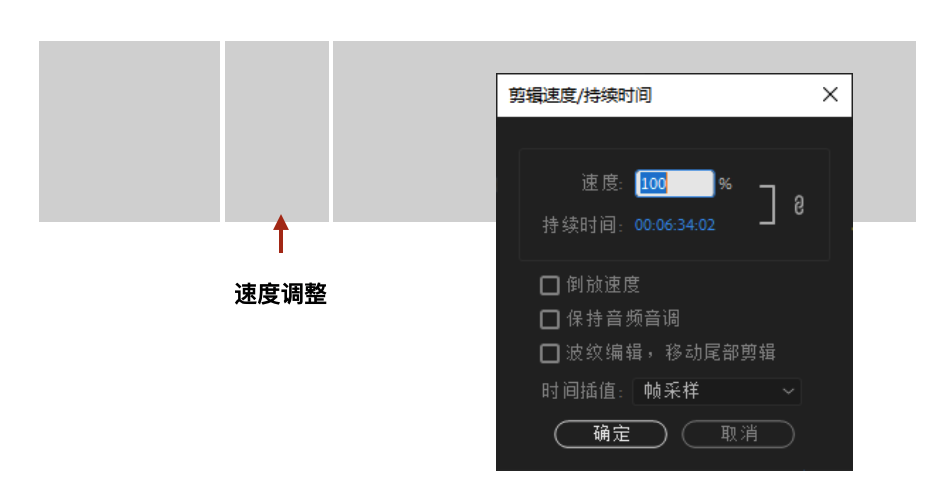 剪辑速度/持续时间
速度: 100 %
持续时间: 00:06:34:02
速度调整
倒放速度
保持音频音调
波纹编辑，移动尾部剪辑
时间插值: 帧采样
确定 取消